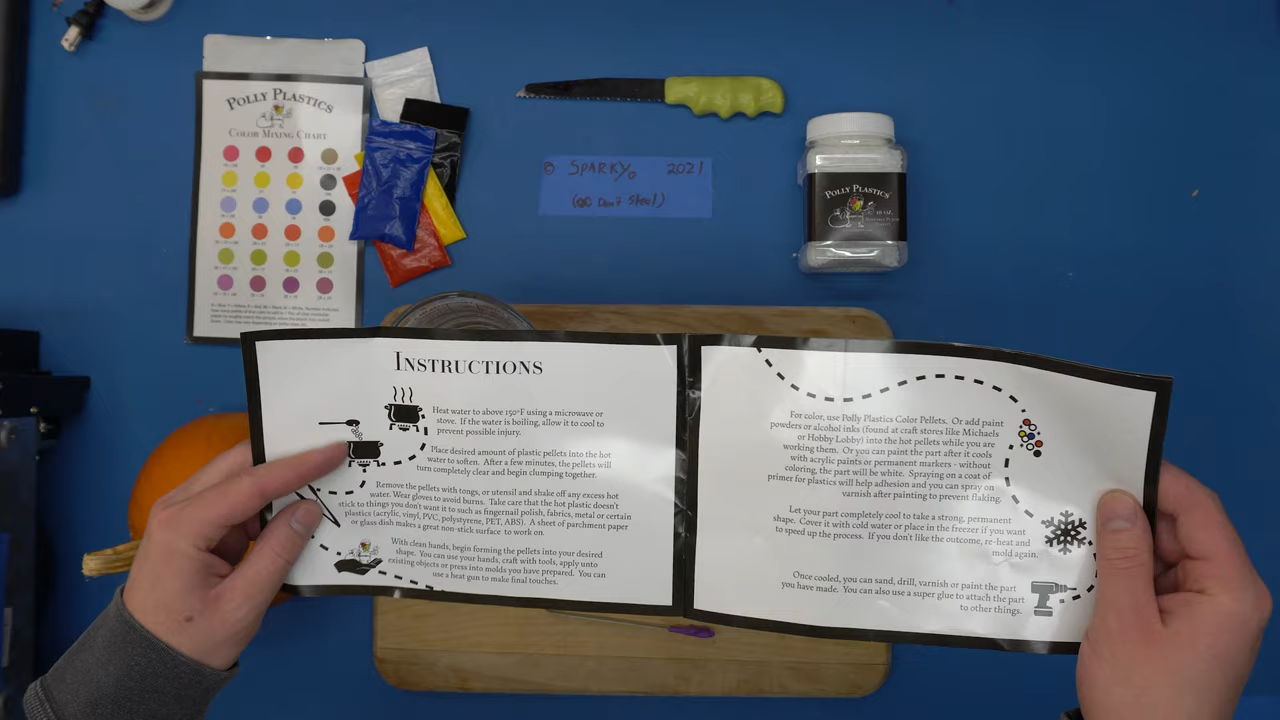 POLLY PLASTICS
COLOR MIXING CHART
© SPARKY 2021
(QC Don't Steel)
POLLY PLASTICS
INSTRUCTIONS
Heat water to above 150°F using a microwave or
stove. If the water is boiling, allow it to cool to
prevent possible injury.
Place desired amount of plastic pellets into the hot
water to soften. After a few minutes, the pellets will
turn completely clear and begin clumping together.
Remove the pellets with tongs, or utensil and shake off any excess hot
water. Wear gloves to avoid burns. Take care that the hot plastic doesn't
stick to things you don't want it to such as fingernail polish, fabrics, metal or certain
plastics (acrylic, vinyl, PVC, polystyrene, PET, ABS). A sheet of parchment paper
or glass dish makes a great non-stick surface to work on.
With clean hands, begin forming the pellets into your desired
shape. You can use your hands, craft with tools, apply unto
existing objects or press into molds you have prepared. You can
use a heat gun to make final touches.
For color, use Polly Plastics Color Pellets. Or add paint
powders or alcohol inks (found at craft stores like Michaels
or Hobby Lobby) into the hot pellets while you are
working them. Or you can paint the part after it cools
with acrylic paints or permanent markers - without
coloring, the part will be white. Spraying on a coat of
primer for plastics will help adhesion and you can spray on
varnish after painting to prevent flaking.
Let your part completely cool to take a strong, permanent
shape. Cover it with cold water or place in the freezer if you want
to speed up the process. If you don't like the outcome, re-heat and
mold again.
Once cooled, you can sand, drill, varnish or paint the part
you have made. You can also use a super glue to attach the part
to other things.